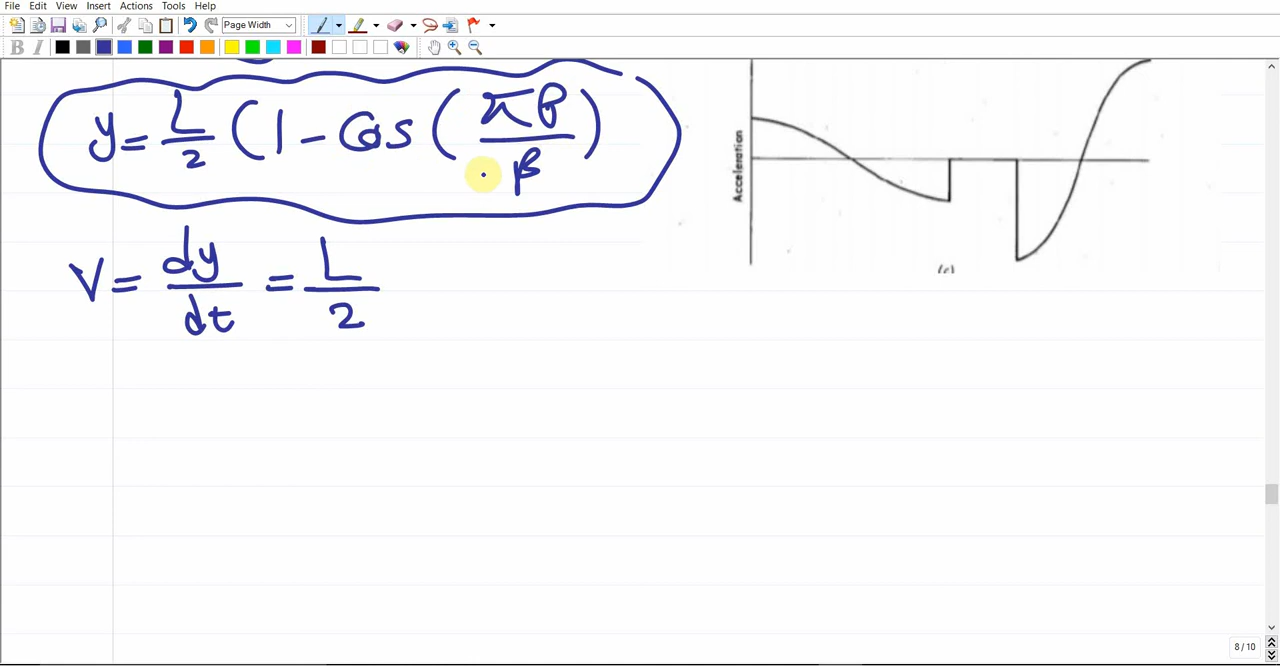 File Edit View Insert Actions Tools Help
Page Width
B I
y = L/2 (1 - Cos (πθ/β)
V = dy/dt = L/2
Acceleration
(c)
8 / 10